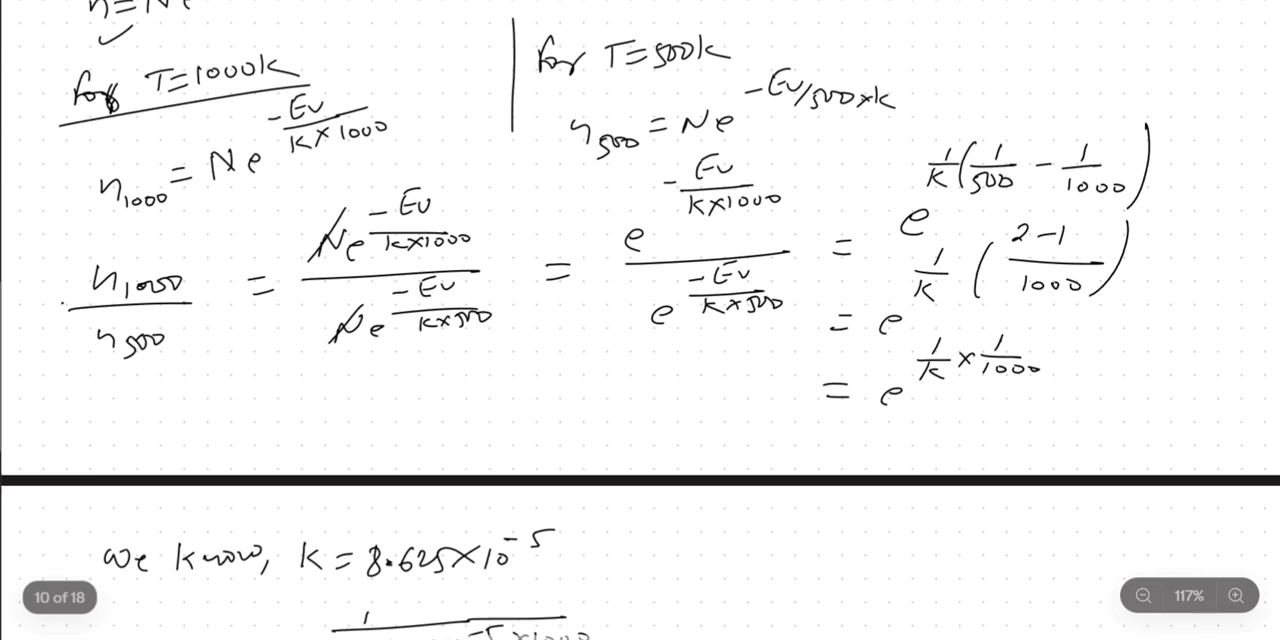 n = Ne
for T=1000K
n₁₀₀₀ = Ne^(-Ev/(K×1000))
for T=500K
n₅₀₀ = Ne^(-Ev/500×K)
n₁₀₀₀/n₅₀₀ = Ne^(-Ev/(K×1000)) / Ne^(-Ev/(K×500)) = e^(-Ev/(K×1000)) / e^(-Ev/(K×500)) = e^(1/K (1/500 - 1/1000))
= e^(1/K ((2-1)/1000))
= e^(1/K × 1/1000)
we know, K = 8.625×10⁻⁵
10 of 18
117%